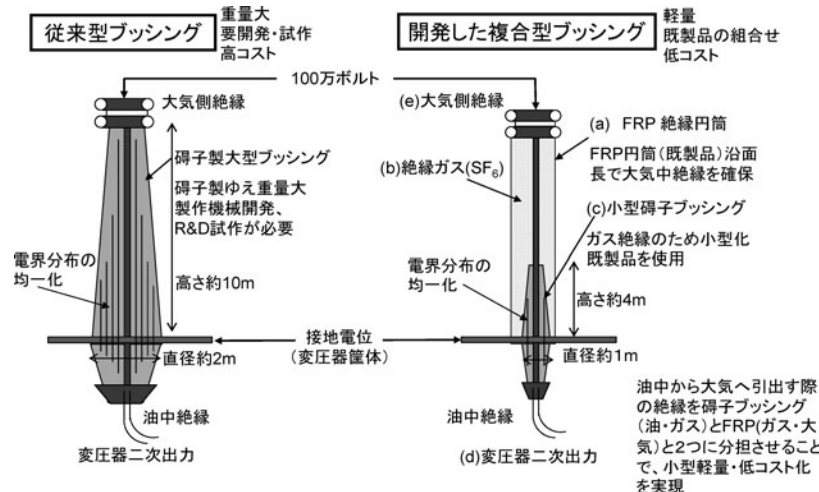 従来型ブッシング
重量大
要開発・試作
高コスト
開発した複合型ブッシング
軽量
既製品の組合せ
低コスト
100万ボルト
大気側絶縁
碍子製大型ブッシング
碍子製ゆえ重量大
製作機械開発、
R&D試作が必要
電界分布の
均一化
高さ約10m
直径約2m
油中絶縁
変圧器二次出力
接地電位
(変圧器筐体)
(e)大気側絶縁
(a) FRP 絶縁円筒
FRP円筒(既製品)沿面
長で大気中絶縁を確保
(b)絶縁ガス(SF6)
(c)小型碍子ブッシング
ガス絶縁のため小型化
既製品を使用
電界分布の
均一化
高さ約4m
直径約1m
油中絶縁
(d)変圧器二次出力
油中から大気へ引出す際
の絶縁を碍子ブッシング
(油・ガス)とFRP(ガス・大
気)と2つに分担させること
で、小型軽量・低コスト化
を実現